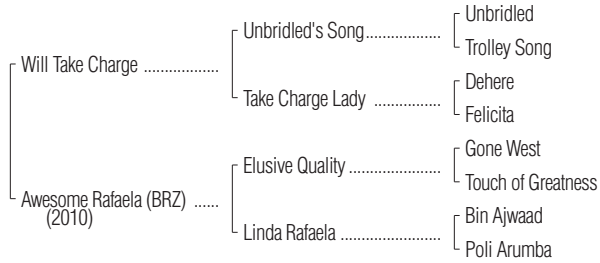 Unbridled
Unbridled's Song..................
Trolley Song
Will Take Charge ..................
Dehere
Take Charge Lady ................
Felicita
Gone West
Elusive Quality ......................
Touch of Greatness
Awesome Rafaela (BRZ) ......
(2010)
Bin Ajwaad
Linda Rafaela ........................
Poli Arumba